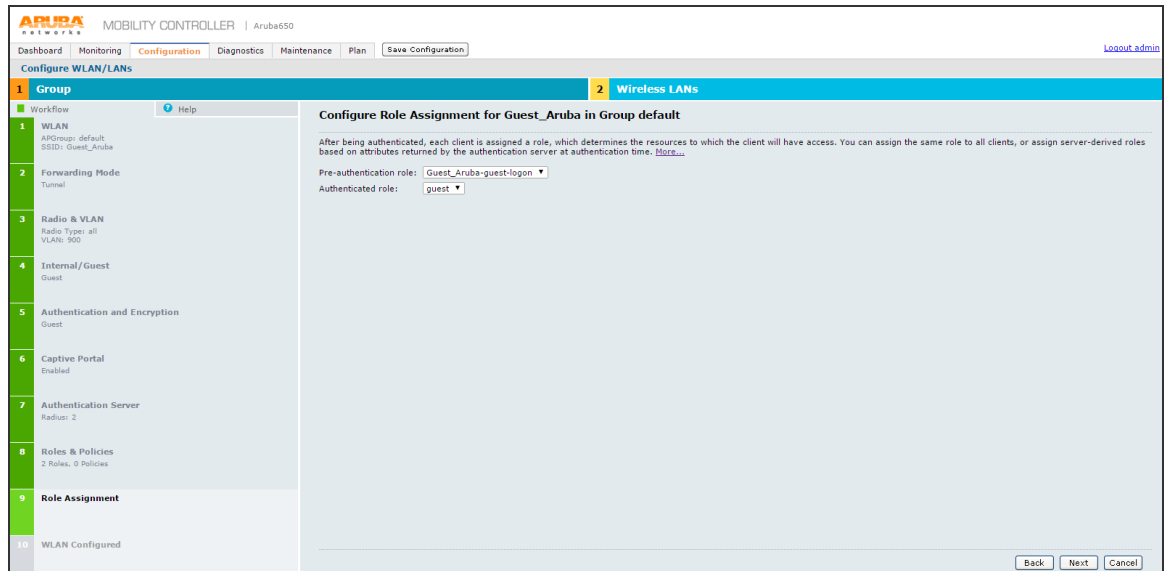 ARUBA
networks
MOBILITY CONTROLLER | Aruba650
Dashboard Monitoring Configuration Diagnostics Maintenance Plan Save Configuration
Logout admin
Configure WLAN/LANs
1 Group
2 Wireless LANs
Workflow
? Help
1 WLAN
APGroup: default
SSID: Guest_Aruba
2 Forwarding Mode
Tunnel
3 Radio & VLAN
Radio Type: all
VLAN: 900
4 Internal/Guest
Guest
5 Authentication and Encryption
Guest
6 Captive Portal
Enabled
7 Authentication Server
Radius: 2
8 Roles & Policies
2 Roles, 0 Policies
9 Role Assignment
10 WLAN Configured
Configure Role Assignment for Guest_Aruba in Group default
After being authenticated, each client is assigned a role, which determines the resources to which the client will have access. You can assign the same role to all clients, or assign server-derived roles
based on attributes returned by the authentication server at authentication time. More...
Pre-authentication role: Guest_Aruba-guest-logon
Authenticated role: guest
Back Next Cancel